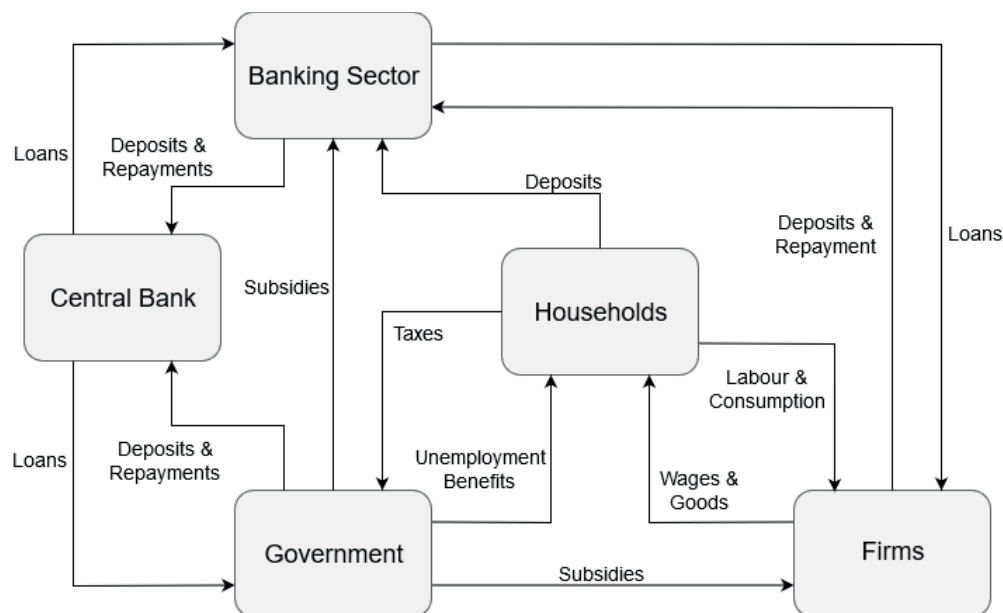 Banking Sector
Loans
Deposits &
Repayments
Deposits
Deposits &
Repayment
Loans
Central Bank
Subsidies
Households
Taxes
Labour &
Consumption
Loans
Deposits &
Repayments
Unemployment
Benefits
Wages &
Goods
Government
Subsidies
Firms